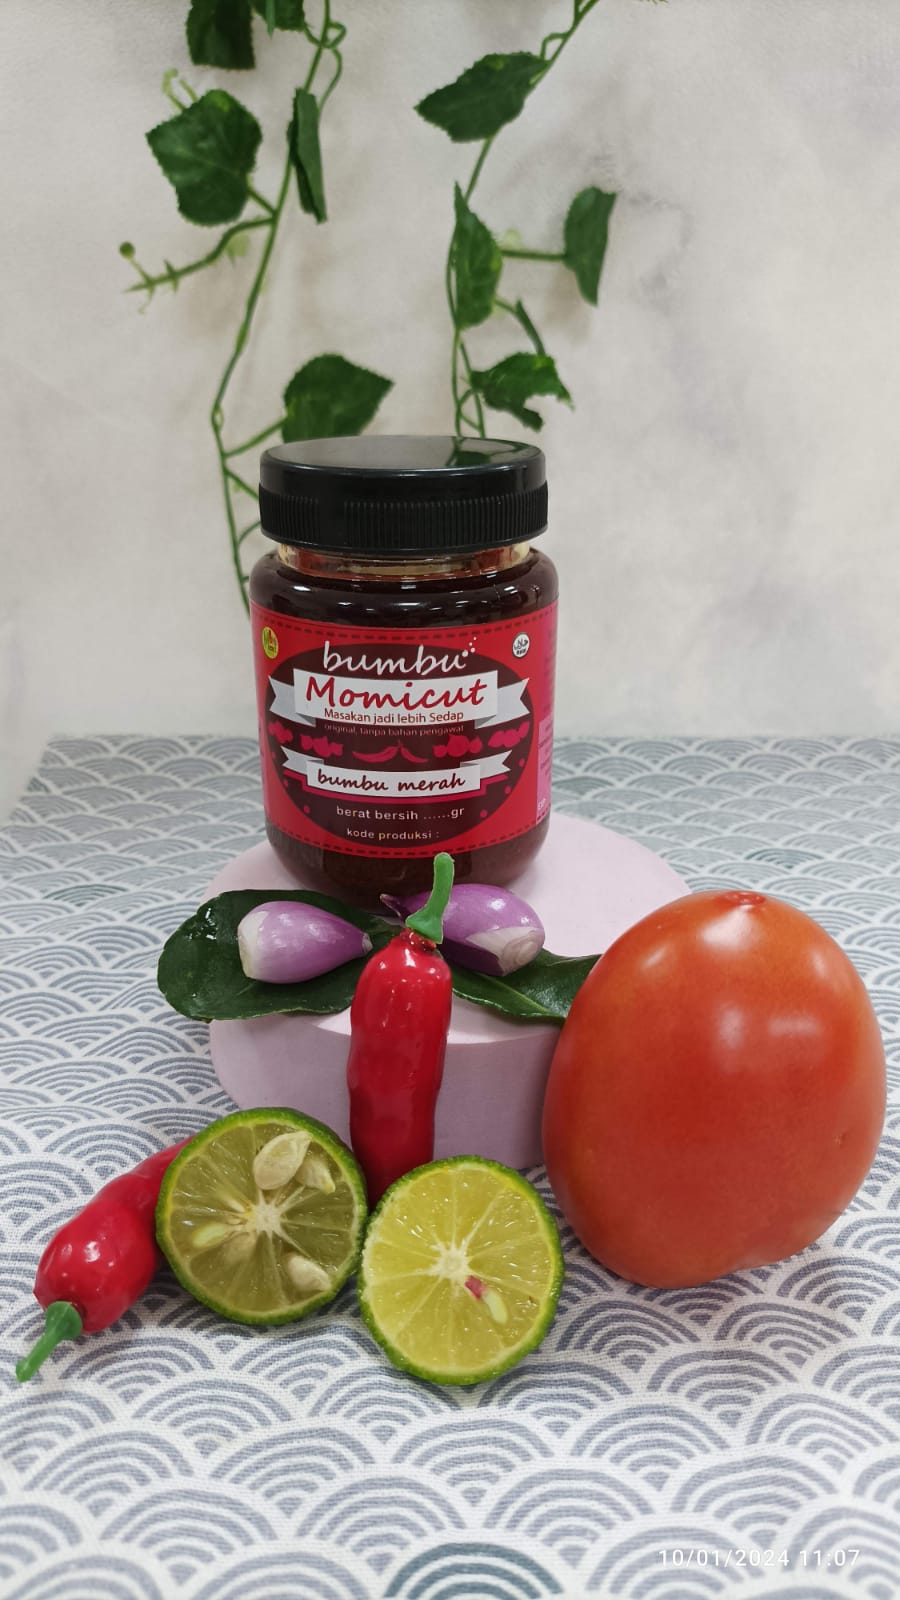 bumbu
Momicut
Masakan jadi lebih Sedap
original, tanpa bahan pengawat
bumbu merah
berat bersih ......gr
kode produksi :
10/01/2024 11:07